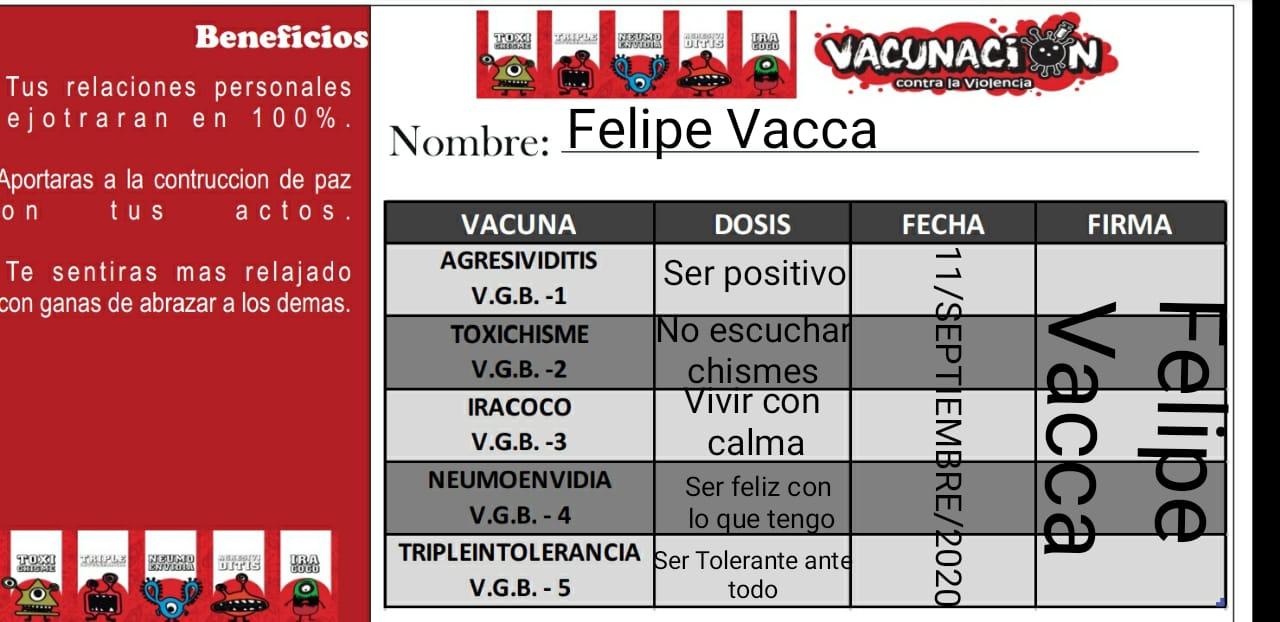 Beneficios
Tus relaciones personales
ejotraran en 100%.
Aportaras a la contruccion de paz
on tus actos.
Te sentiras mas relajado
con ganas de abrazar a los demas.
TOXI
CHISME
TRIPLE
NEUMO
ENVIDIA
AGRESIVI
DITIS
IRA
COCO
TOXI
CHISME
TRIPLE
NEUMO
ENVIDIA
AGRESIVI
DITIS
IRA
COCO
VACUNACIÓN
contra la Violencia
Nombre: Felipe Vacca
VACUNA DOSIS FECHA FIRMA
AGRESIVIDITIS
V.G.B. -1
Ser positivo
TOXICHISME
V.G.B. -2
No escuchar
chismes
IRACOCO
V.G.B. -3
Vivir con
calma
NEUMOENVIDIA
V.G.B. - 4
Ser feliz con
lo que tengo
TRIPLEINTOLERANCIA
V.G.B. - 5
Ser Tolerante ante
todo
11/SEPTIEMBRE/2020
Felipe
Vacca